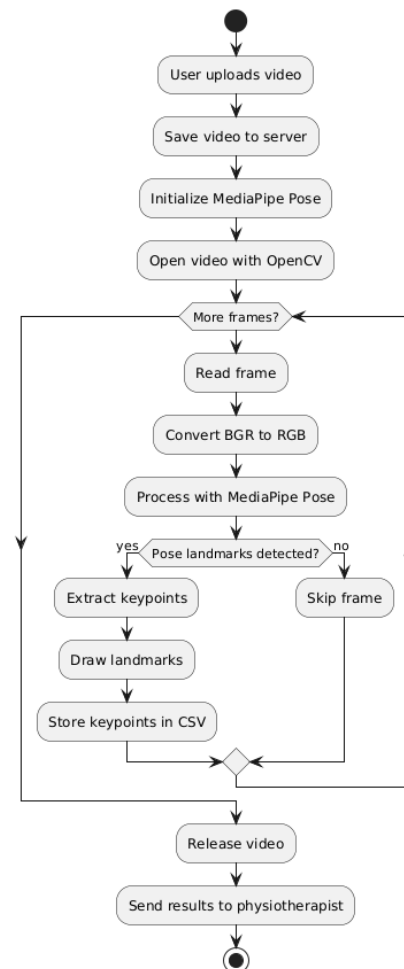 User uploads video
Save video to server
Initialize MediaPipe Pose
Open video with OpenCV
More frames?
Read frame
Convert BGR to RGB
Process with MediaPipe Pose
yes
Pose landmarks detected?
no
Extract keypoints
Skip frame
Draw landmarks
Store keypoints in CSV
Release video
Send results to physiotherapist